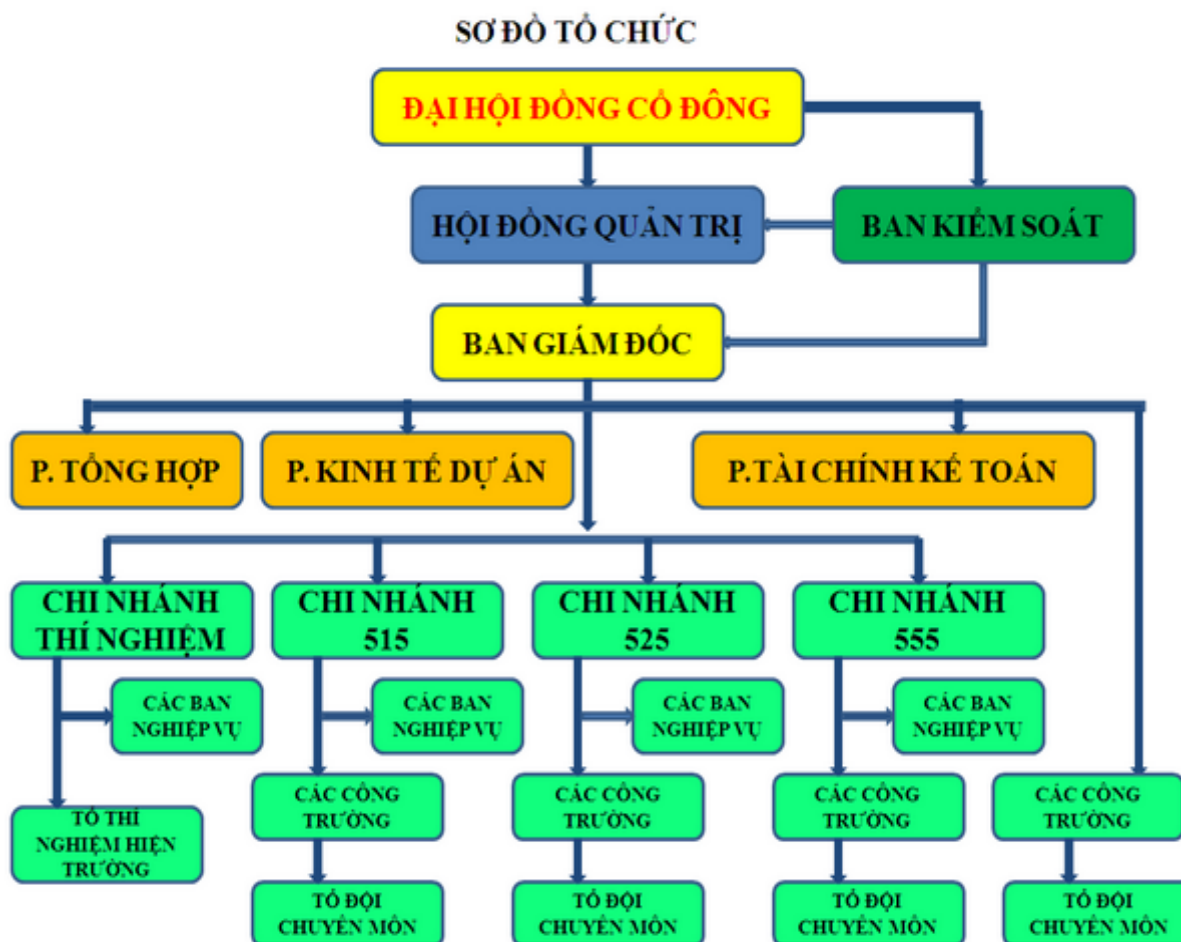 SƠ ĐỒ TỔ CHỨC
ĐẠI HỘI ĐỒNG CỔ ĐÔNG
HỘI ĐỒNG QUẢN TRỊ
BAN KIỂM SOÁT
BAN GIÁM ĐỐC
P. TỔNG HỢP
P. KINH TẾ DỰ ÁN
P.TÀI CHÍNH KẾ TOÁN
CHI NHÁNH
THÍ NGHIỆM
CHI NHÁNH
515
CHI NHÁNH
525
CHI NHÁNH
555
CÁC BAN
NGHIỆP VỤ
CÁC BAN
NGHIỆP VỤ
CÁC BAN
NGHIỆP VỤ
CÁC BAN
NGHIỆP VỤ
TỔ THÍ
NGHIỆM HIỆN
TRƯỜNG
CÁC CÔNG
TRƯỜNG
CÁC CÔNG
TRƯỜNG
CÁC CÔNG
TRƯỜNG
CÁC CÔNG
TRƯỜNG
TỔ ĐỘI
CHUYÊN MÔN
TỔ ĐỘI
CHUYÊN MÔN
TỔ ĐỘI
CHUYÊN MÔN
TỔ ĐỘI
CHUYÊN MÔN